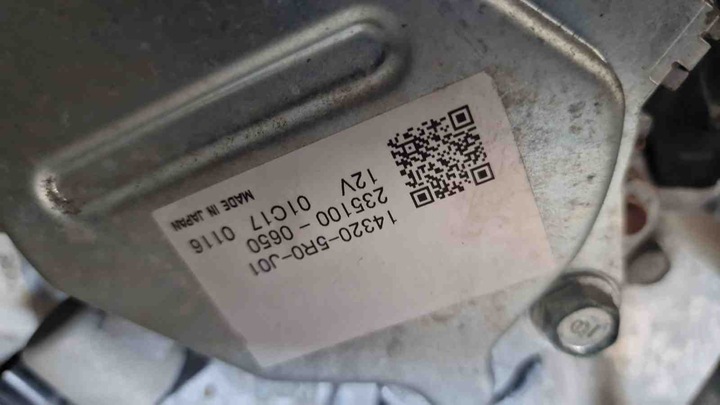 14320-5R0-J01
235100-0650
12V
01C17 0116
MADE IN JAPAN